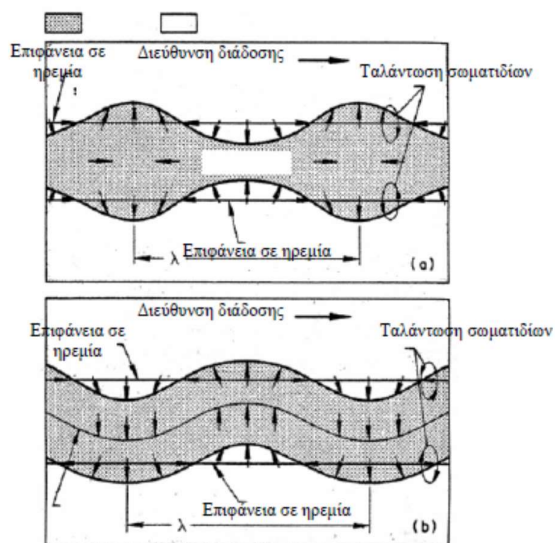 Επιφάνεια σε
ηρεμία
Διεύθυνση διάδοσης
Ταλάντωση σωματιδίων
λ
Επιφάνεια σε ηρεμία
(a)
Διεύθυνση διάδοσης
Επιφάνεια σε
ηρεμία
Ταλάντωση σωματιδίων
Επιφάνεια σε ηρεμία
λ
(b)